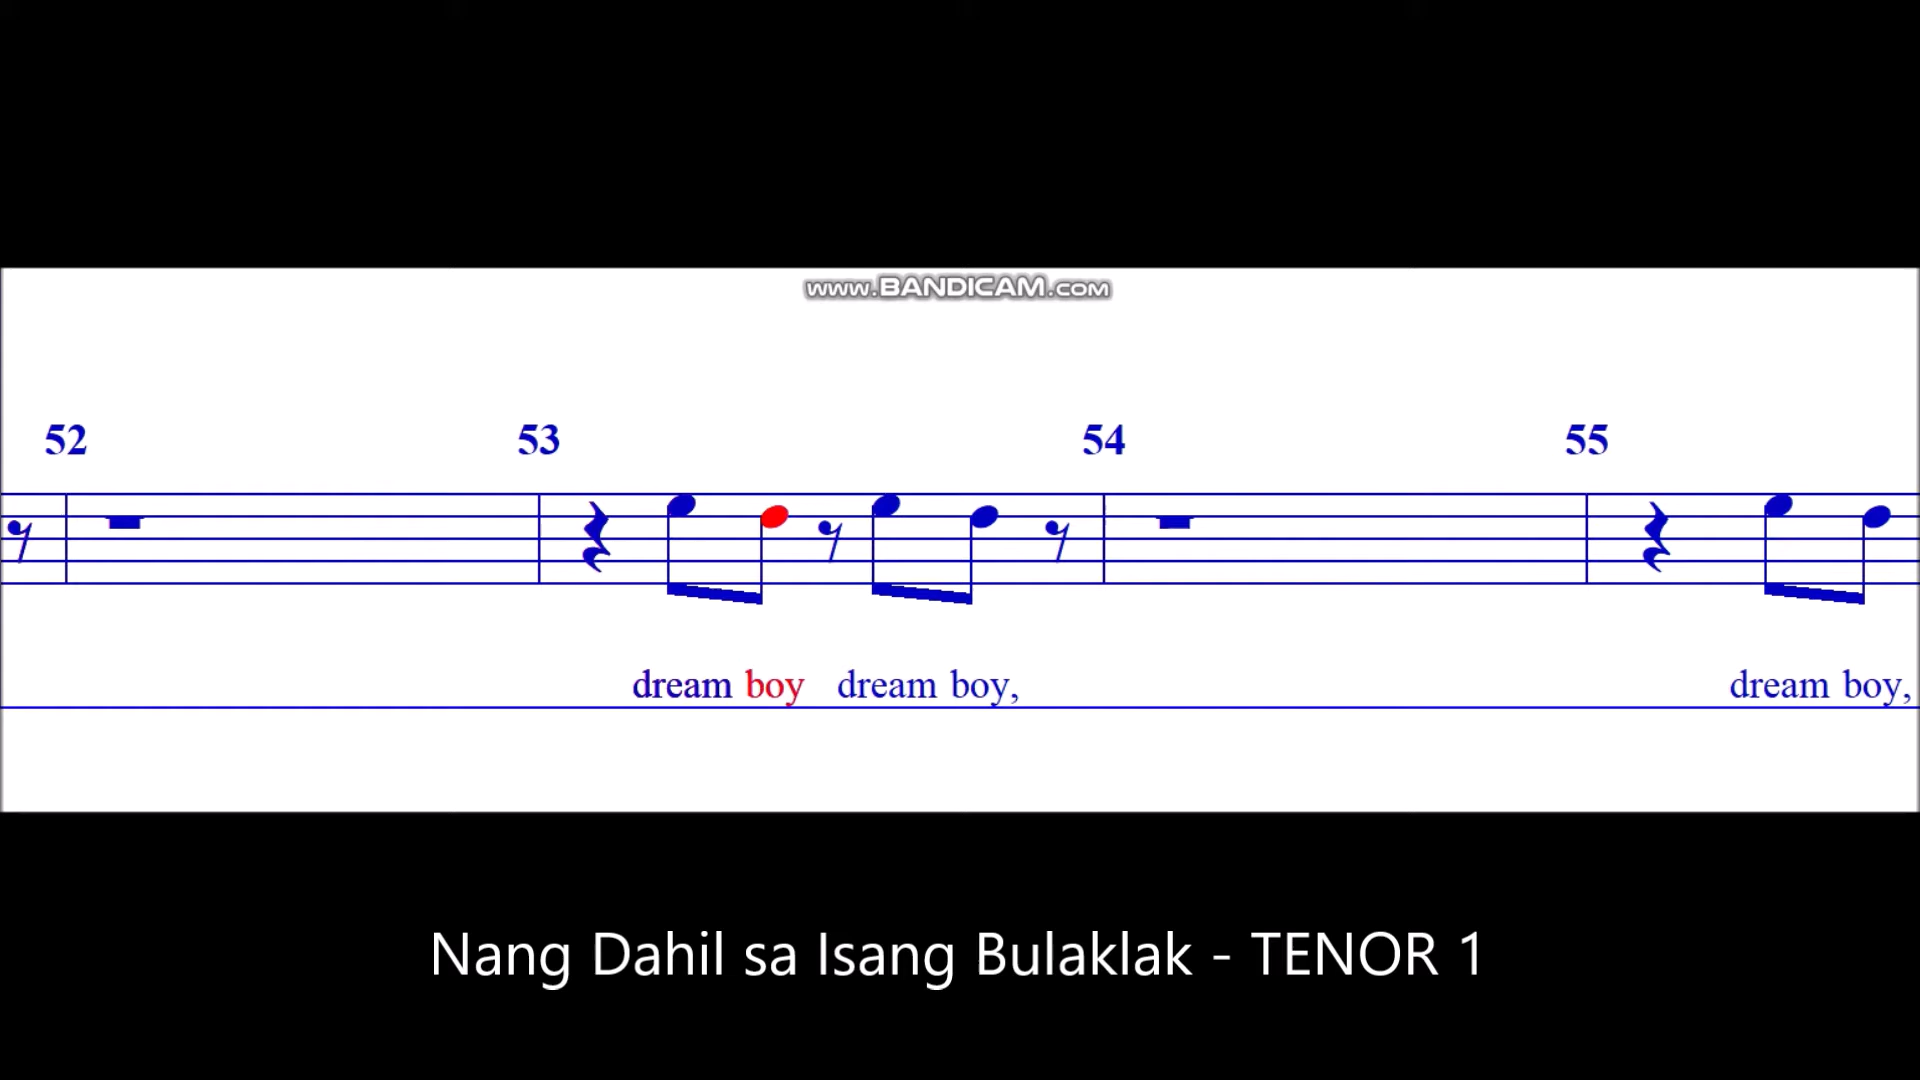 www.BANDICAM.com
52 53 54 55
dream boy dream boy, dream boy,
Nang Dahil sa Isang Bulaklak - TENOR 1